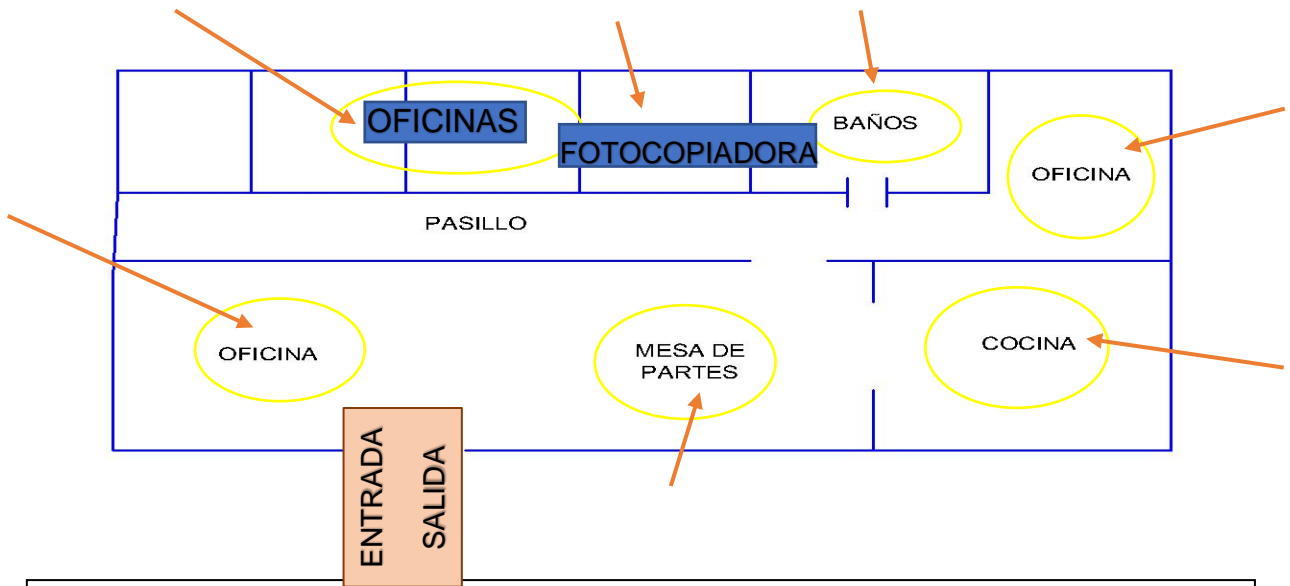 OFICINAS
FOTOCOPIADORA
BAÑOS
OFICINA
PASILLO
OFICINA
MESA DE
PARTES
COCINA
ENTRADA
SALIDA